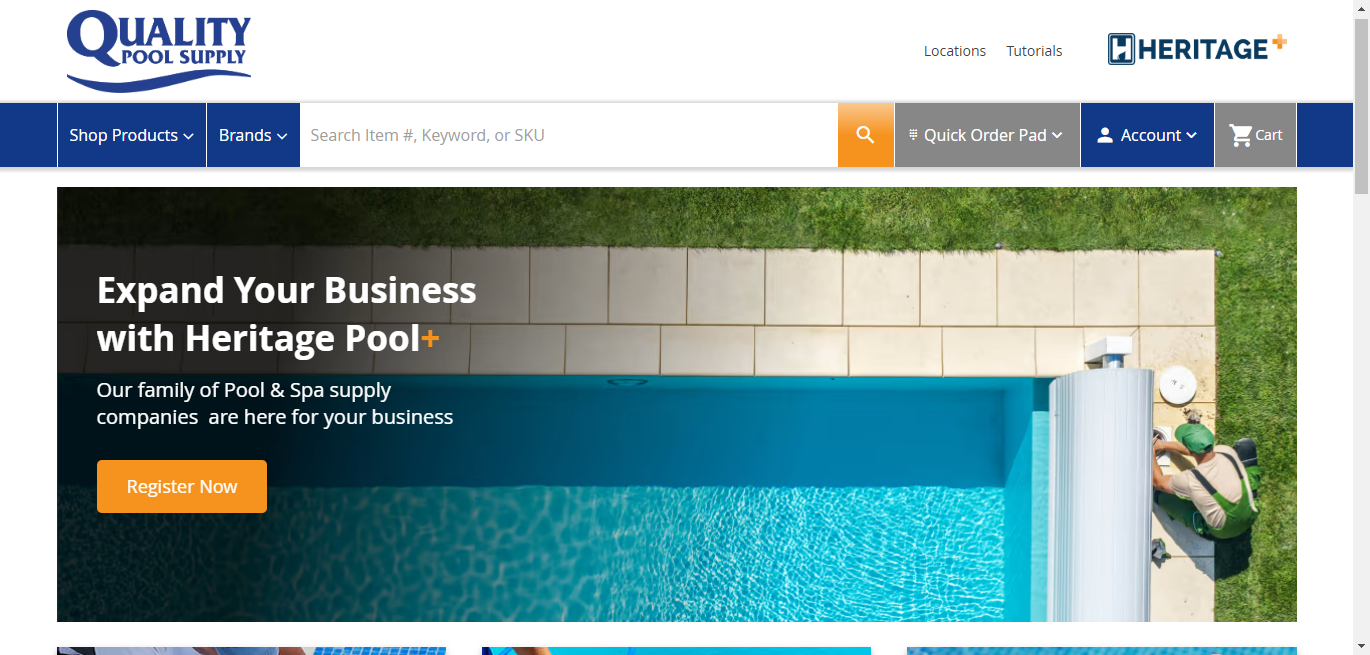 QUALITY
POOL SUPPLY
Locations Tutorials
HERITAGE+
Shop Products Brands Search Item #, Keyword, or SKU Quick Order Pad Account Cart
Expand Your Business
with Heritage Pool+
Our family of Pool & Spa supply
companies are here for your business
Register Now